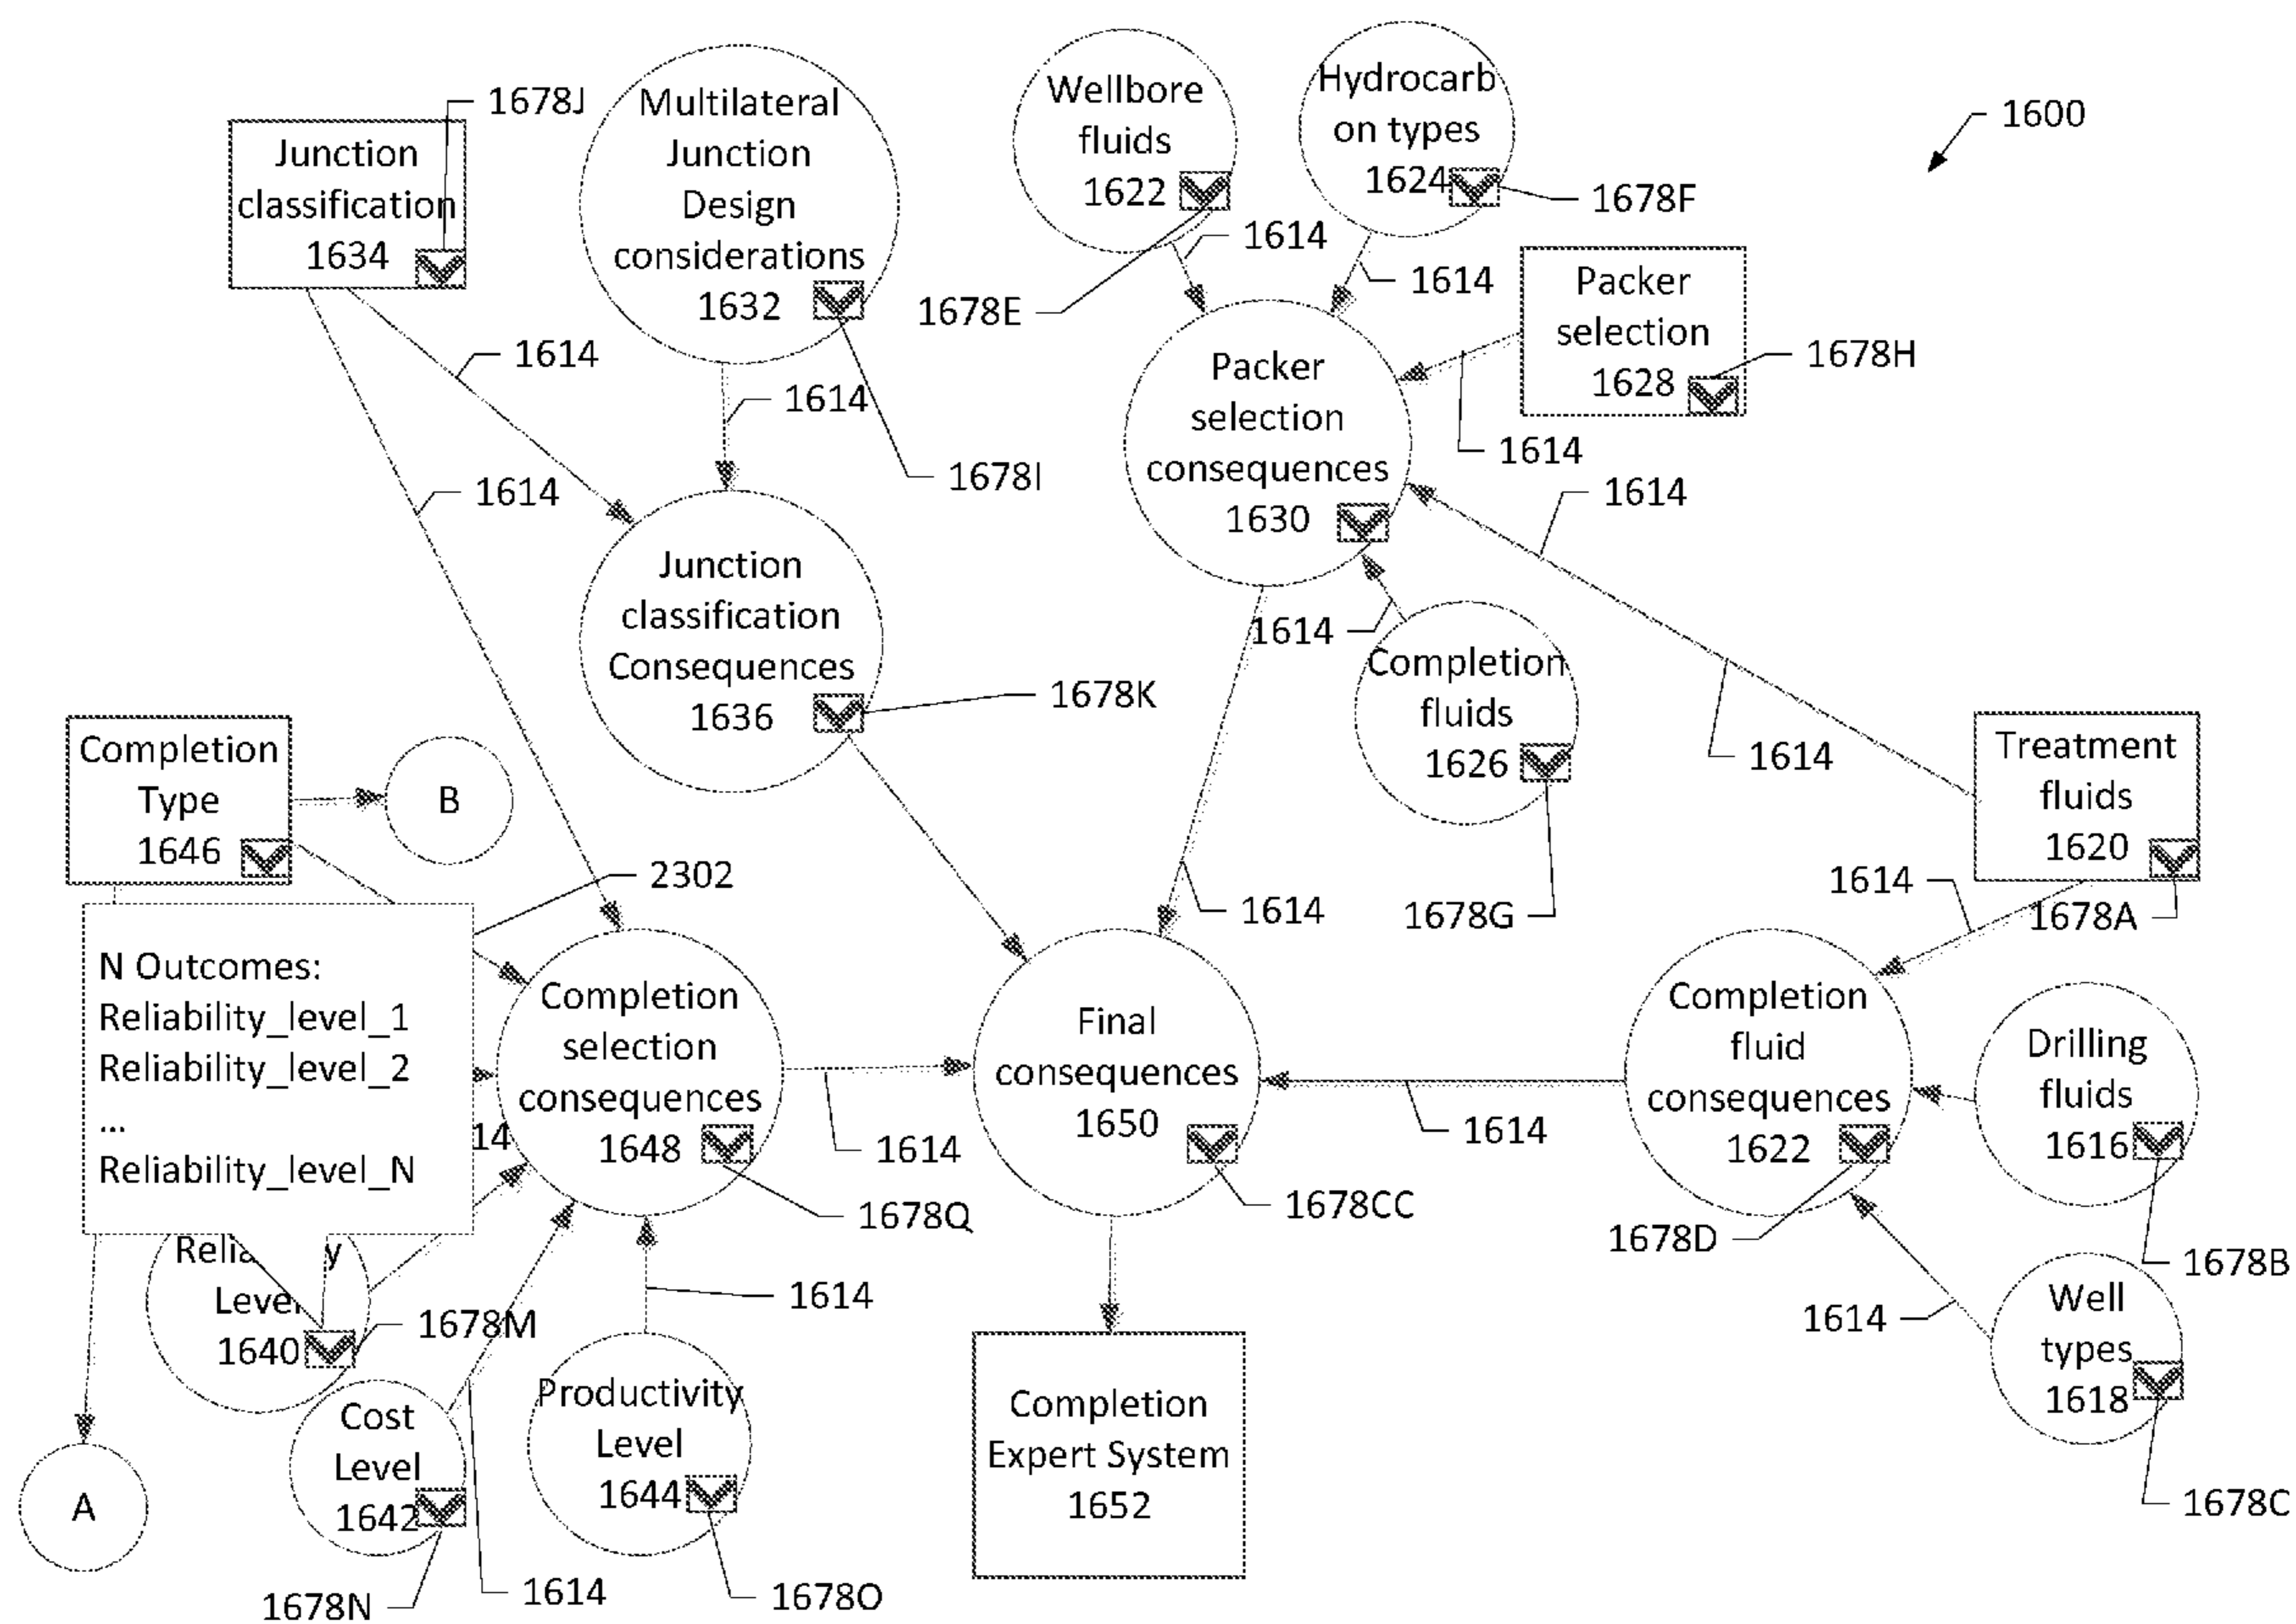 1678J
Junction
classification
1634
Multilateral
Junction
Design
considerations
1632
Wellbore
fluids
1622
Hydrocarb
on types
1624
1678F
1600
1614
1614
1678E
Packer
selection
1628
1678H
1614
1614
1614
1678I
Packer
selection
consequences
1630
1614
1614
1614
Junction
classification
Consequences
1636
1678K
1614
Completion
fluids
1626
1678G
1614
Treatment
fluids
1620
1678A
1614
Completion
Type
1646
B
2302
N Outcomes:
Reliability_level_1
Reliability_level_2
...
Reliability_level_N
14
Completion
selection
consequences
1648
1678Q
1614
1614
Final
consequences
1650
1678CC
1614
Completion
fluid
consequences
1622
1678D
Drilling
fluids
1616
1678B
1614
Well
types
1618
1678C
Level
1640
1678M
1614
Cost
Level
1642
1678N
1614
Productivity
Level
1644
1678O
Completion
Expert System
1652
A